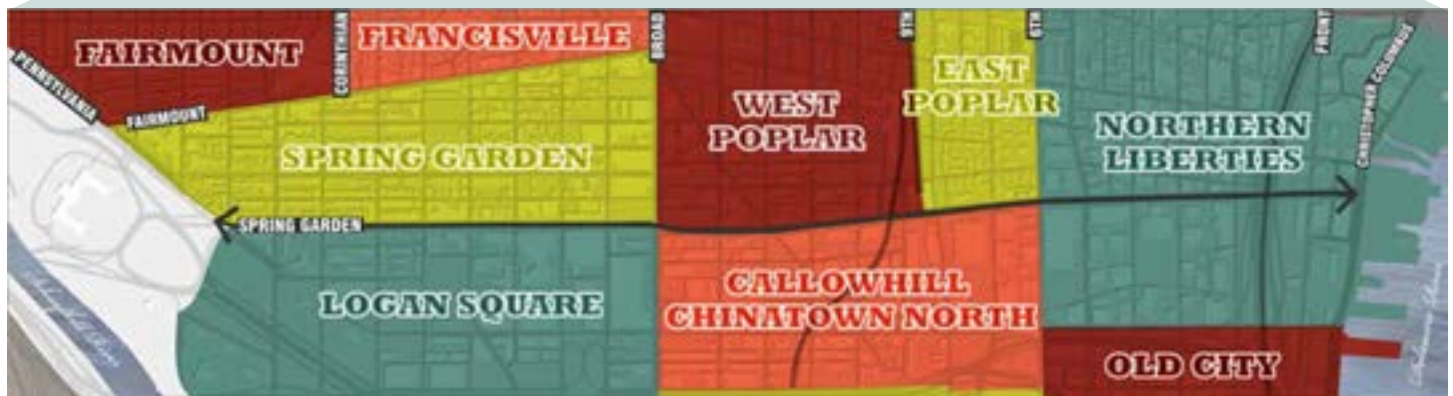 FAIRMOUNT
CORINTHIAN
FRANCISVILLE
BROAD
9TH
6TH
FRONT
CHRISTOPHER COLUMBUS
PENNSYLVANIA
FAIRMOUNT
EAST
POPLAR
WEST
POPLAR
NORTHERN
LIBERTIES
SPRING GARDEN
SPRING GARDEN
LOGAN SQUARE
CALLOWHILL
CHINATOWN NORTH
OLD CITY